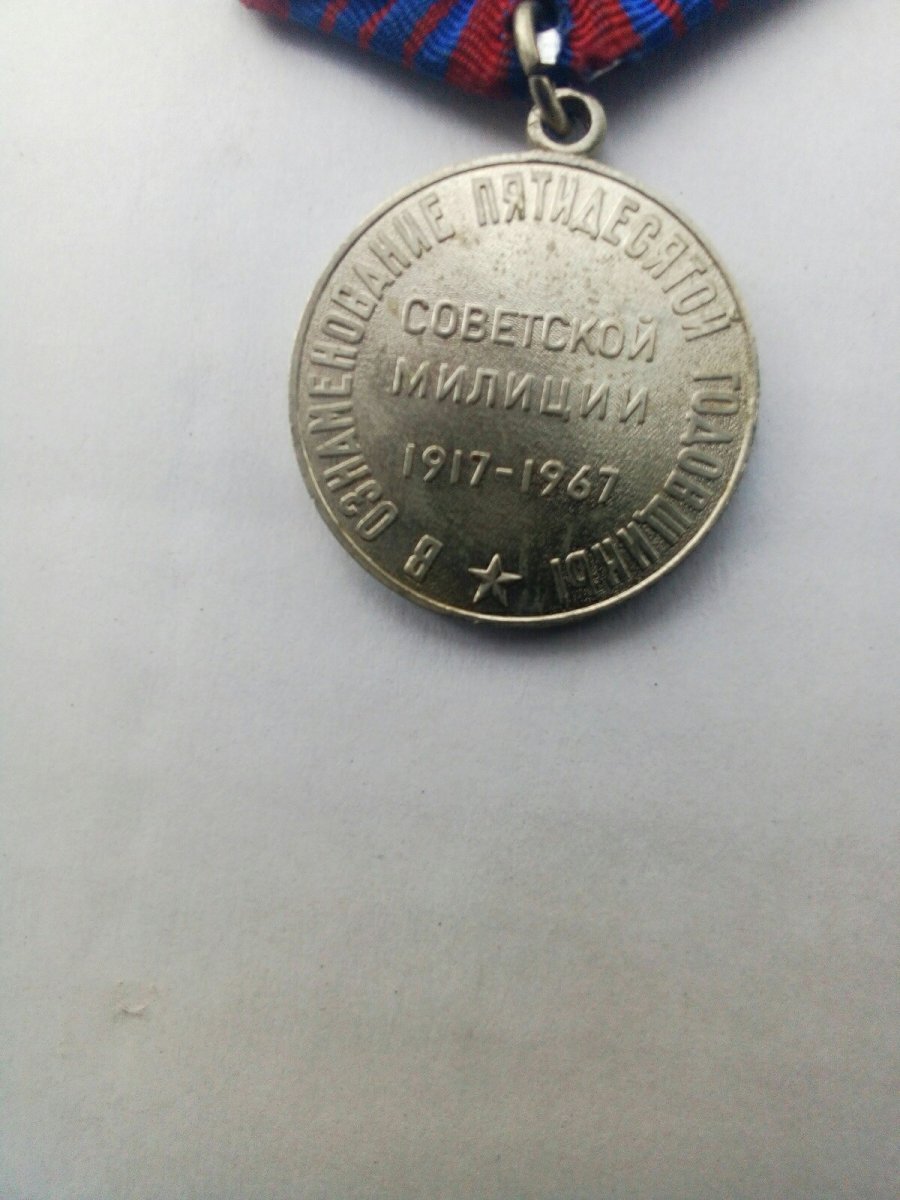 В ОЗНАМЕНОВАНИЕ ПЯТИДЕСЯТОЙ ГОДОВЩИНЫ
СОВЕТСКОЙ
МИЛИЦИИ
1917-1967